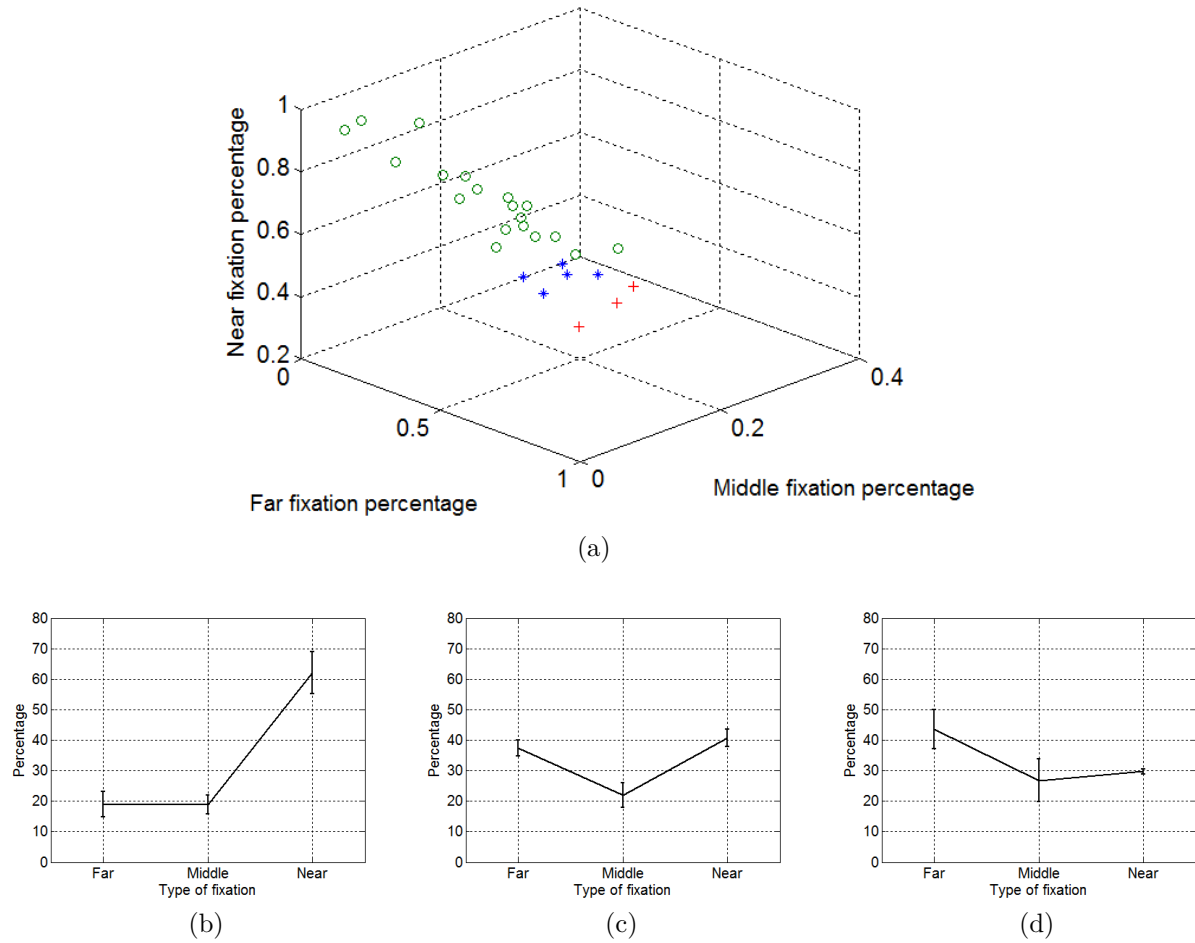 1
0.8
0.6
0.4
0.2
Near fixation percentage
0
0.5
1
Far fixation percentage
0
0.2
0.4
Middle fixation percentage
(a)
80
70
60
50
40
30
20
10
0
Percentage
Far Middle Near
Type of fixation
(b)
80
70
60
50
40
30
20
10
0
Percentage
Far Middle Near
Type of fixation
(c)
80
70
60
50
40
30
20
10
0
Percentage
Far Middle Near
Type of fixation
(d)